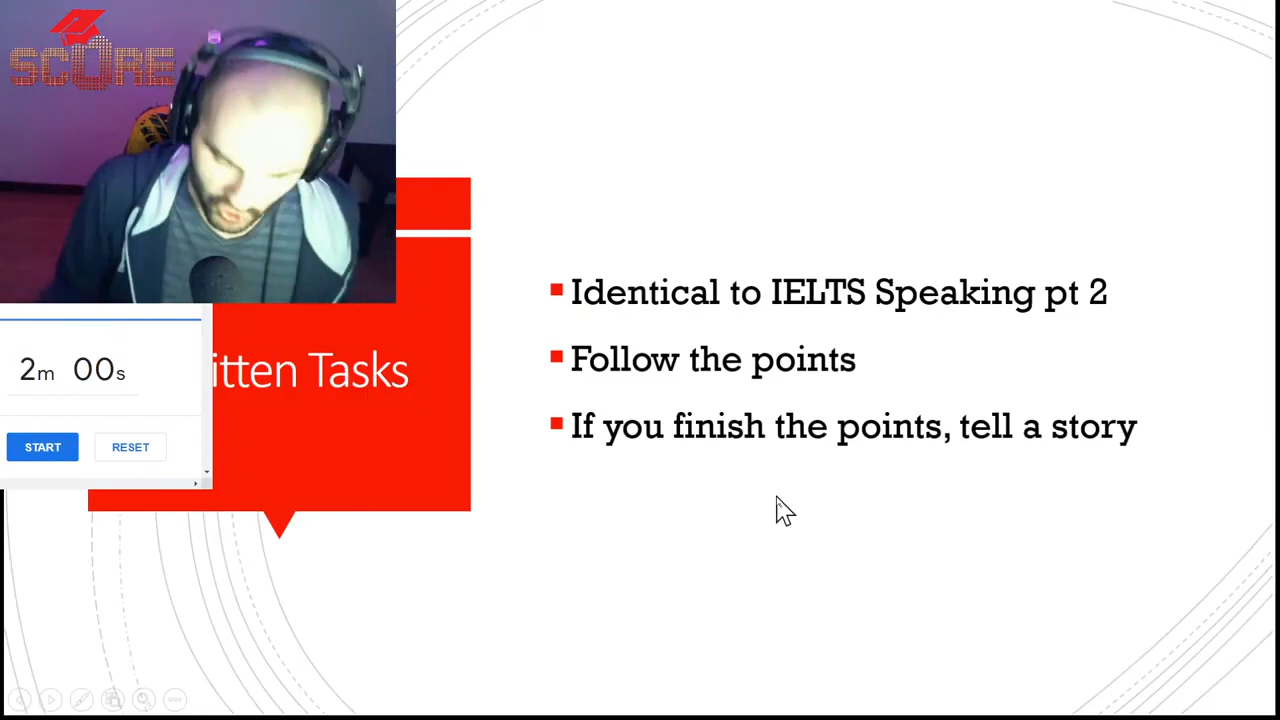 SCORE
Identical to IELTS Speaking pt 2
itten Tasks
Follow the points
If you finish the points, tell a story
2m 00s
START
RESET